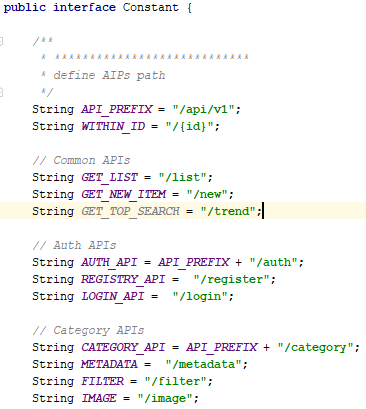 public interface Constant {
/**
* *****************************
* define AIPs path
*/
String API_PREFIX = "/api/v1";
String WITHIN_ID = "/{id}";
// Common APIs
String GET_LIST = "/list";
String GET_NEW_ITEM = "/new";
String GET_TOP_SEARCH = "/trend";
// Auth APIs
String AUTH_API = API_PREFIX + "/auth";
String REGISTRY_API =  "/register";
String LOGIN_API =  "/login";
// Category APIs
String CATEGORY_API = API_PREFIX + "/category";
String METADATA =  "/metadata";
String FILTER = "/filter";
String IMAGE = "/image";